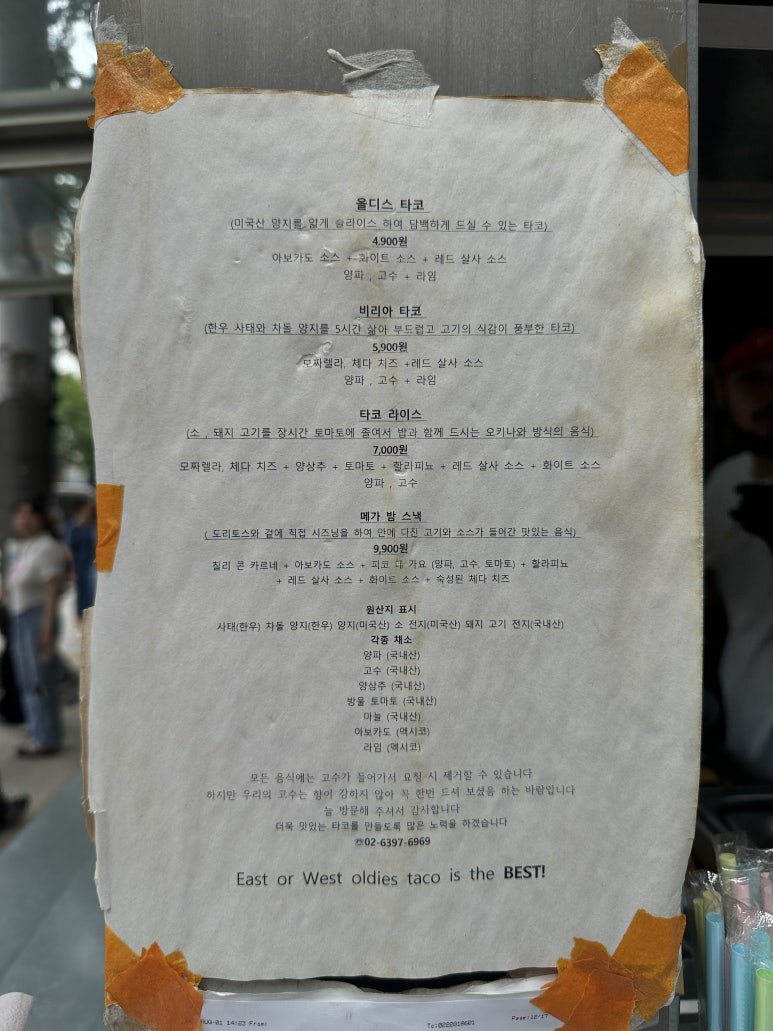 올디스 타코
(미국산 양지를 얇게 슬라이스 하여 담백하게 드실 수 있는 타코)
4.900원
아보카도 소스 + 화이트 소스 + 레드 살사 소스
양파 , 고수 + 라임
비리아 타코
(한우 사태와 차돌 양지를 5시간 삶아 부드럽고 고기의 식감이 풍부한 타코)
5,900원
모짜렐라, 체다 치즈 +레드 살사 소스
양파 , 고수 + 라임
타코 라이스
(소 , 돼지 고기를 장시간 토마토에 졸여서 밥과 함께 드시는 오키나와 방식의 음식)
7,000원
모짜렐라, 체다 치즈 + 양상추 + 토마토 + 할라피뇨 + 레드 살사 소스 + 화이트 소스
양파 , 고수
메가 밤 스낵
( 도리토스와 겉에 직접 시즈닝을 하여 안에 다진 고기와 소스가 들어간 맛있는 음식)
9,900원
칠리 콘 카르네 + 아보카도 소스 + 피코 데 가요 (양파, 고수, 토마토) + 할라피뇨
+ 레드 살사 소스 + 화이트 소스 + 숙성된 체다 치즈
원산지 표시
사태(한우) 차돌 양지(한우) 양지(미국산) 소 전지(미국산) 돼지 고기 전지(국내산)
각종 채소
양파 (국내산)
고수 (국내산)
양상추 (국내산)
방울 토마토 (국내산)
마늘 (국내산)
아보카도 (멕시코)
라임 (멕시코)
모든 음식에는 고수가 들어가서 요청 시 제거할 수 있습니다
하지만 우리의 고수는 향이 강하지 않아 꼭 한번 드셔 보셨음 하는 바람입니다
늘 방문해 주셔서 감사합니다
더욱 맛있는 타코를 만들도록 많은 노력을 하겠습니다
☏02-6397-6969
East or West oldies taco is the BEST!
AUG-01 14:23 From: To:0222018601 Page:12/17